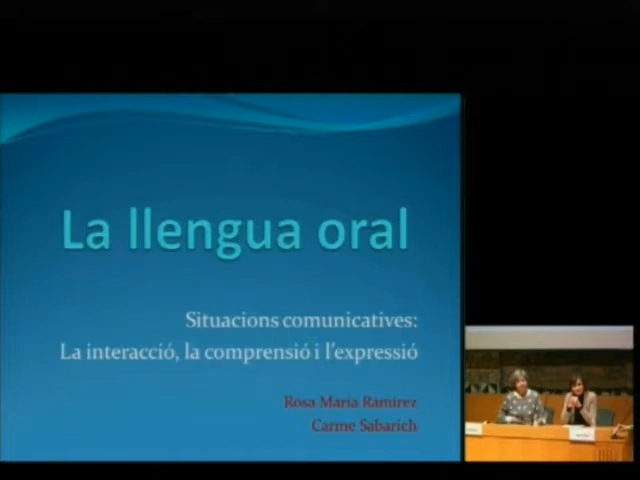 La llengua oral
Situacions comunicatives:
La interacció, la comprensió i l'expressió
Rosa Maria Ramirez
Carme Sabarich